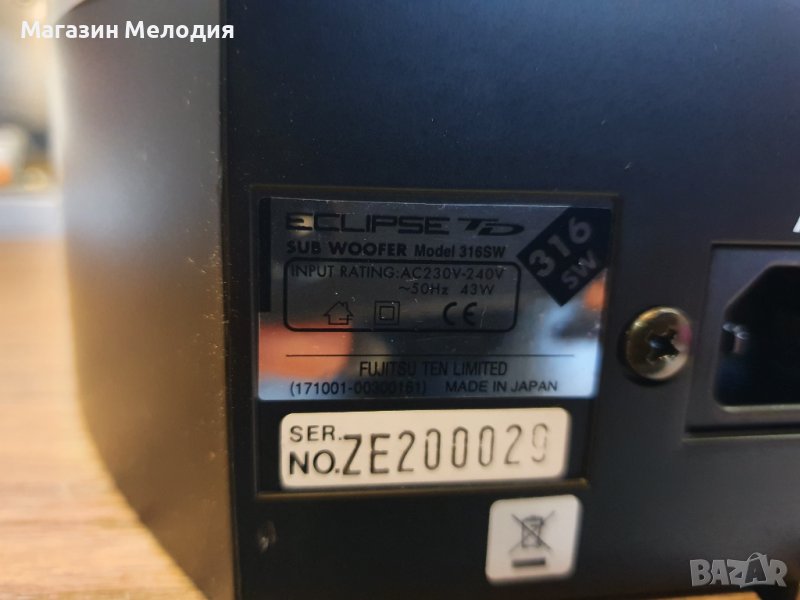 Магазин Мелодия
ECLIPSE TD
SUB WOOFER Model 316SW
316
SW
INPUT RATING:AC230V-240V
~50Hz 43W
CE
FUJITSU TEN LIMITED
(171001-00300161) MADE IN JAPAN
SER.
NO. ZE200029
BAZAR